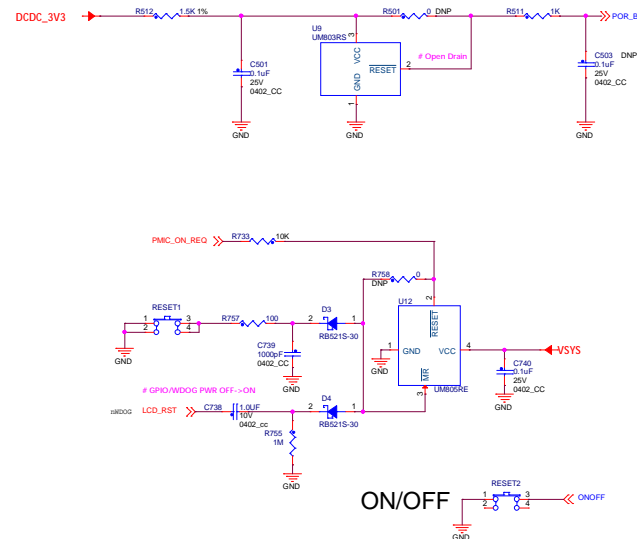 DCDC_3V3
R512
1.5K 1%
U9
UM803RS
R501
0 DNP
R511
1K
POR_B
C501
0.1uF
25V
0402_CC
3
VCC
RESET
2
GND
1
# Open Drain
C503
DNP
0.1uF
25V
0402_CC
GND
GND
GND
PMIC_ON_REQ
R733
10K
R758
0
DNP
U12
2
RESET
RESET1
1
2
3
4
R757
100
D3
2
1
RB521S-30
C739
1000pF
0402_CC
1
GND
VCC
4
VSYS
GND
MR
3
UM805RE
C740
0.1uF
25V
0402_CC
GND
GND
GND
# GPIO/WDOG PWR OFF->ON
nWDOG
LCD_RST
C738
1.0UF
10V
0402_cc
D4
2
1
RB521S-30
R755
1M
GND
ON/OFF
RESET2
1
2
3
4
ONOFF
GND